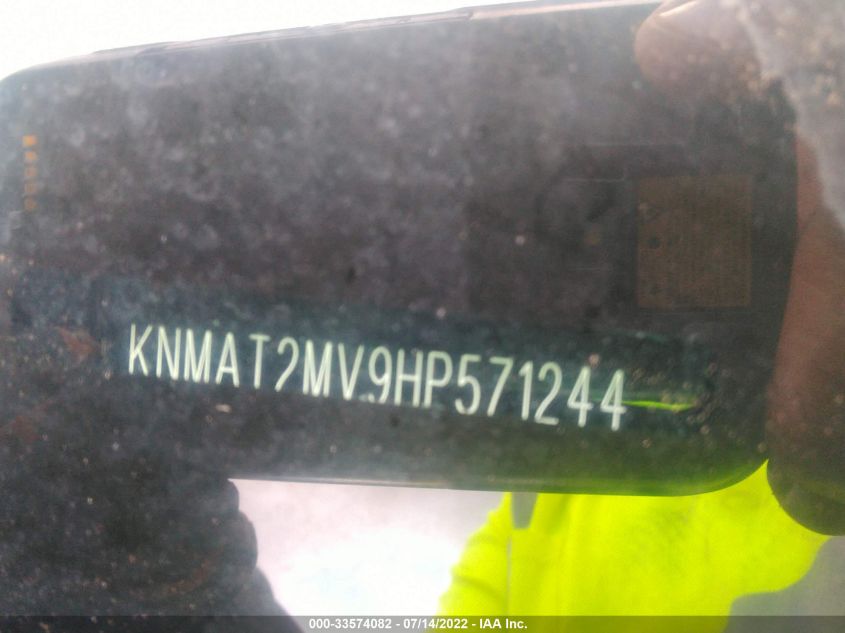 KNMAT2MV9HP571244
000-33574082 - 07/14/2022 - IAA Inc.